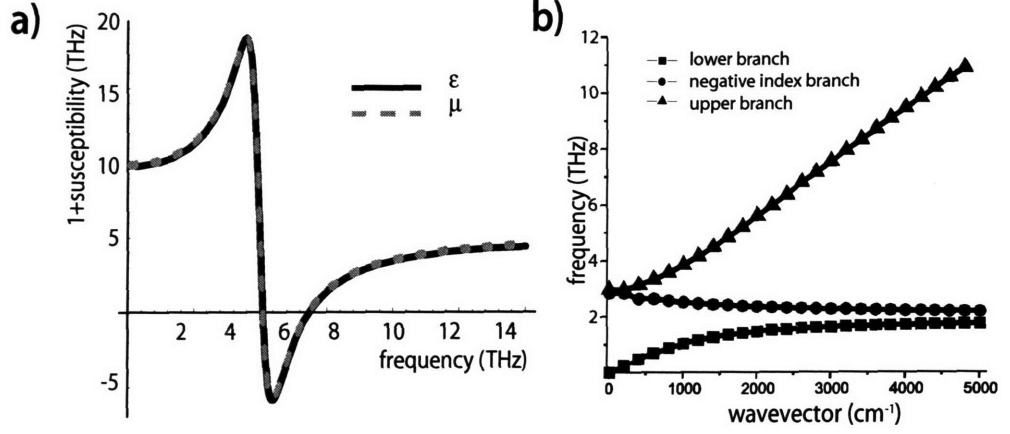 a)
20
15
10
5
-5
1+susceptibility (THz)
ε
μ
2 4 6 8 10 12 14
frequency (THz)
b)
12
10
8
6
4
2
frequency (THz)
lower branch
negative index branch
upper branch
0 1000 2000 3000 4000 5000
wavevector (cm⁻¹)